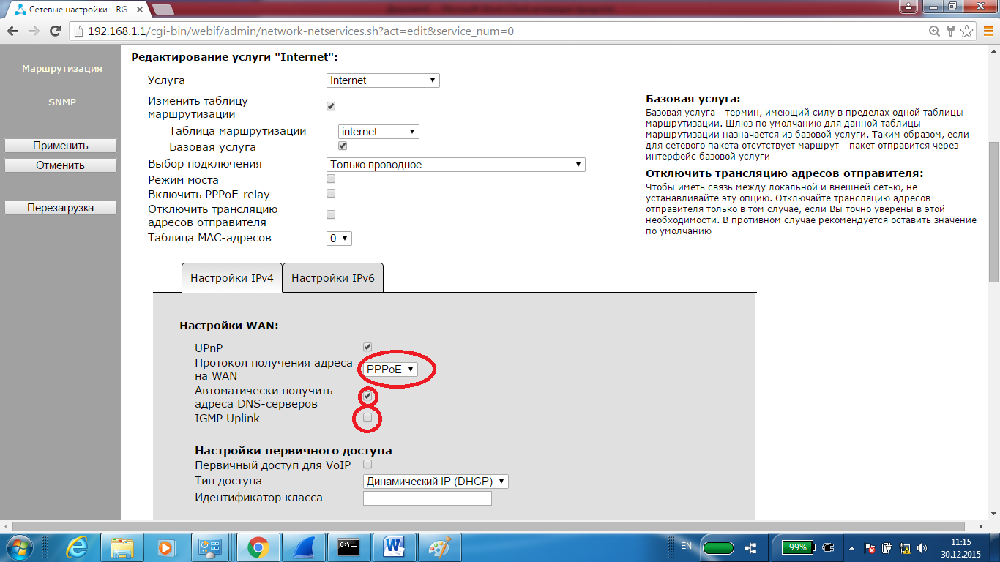 Сетевые настройки - RG-
192.168.1.1/cgi-bin/webif/admin/network-netservices.sh?act=edit&service_num=0
Маршрутизация
SNMP
Применить
Отменить
Перезагрузка
Редактирование услуги "Internet":
Услуга
Internet
Изменить таблицу
маршрутизации
Таблица маршрутизации
internet
Базовая услуга
Выбор подключения
Только проводное
Режим моста
Включить PPPoE-relay
Отключить трансляцию
адресов отправителя
Таблица MAC-адресов
0
Базовая услуга:
Базовая услуга - термин, имеющий силу в пределах одной таблицы
маршрутизации. Шлюз по умолчанию для данной таблицы
маршрутизации назначается из базовой услуги. Таким образом, если
для сетевого пакета отсутствует маршрут - пакет отправится через
интерфейс базовой услуги
Отключить трансляцию адресов отправителя:
Чтобы иметь связь между локальной и внешней сетью, не
устанавливайте эту опцию. Отключайте трансляцию адресов
отправителя только в том случае, если Вы точно уверены в этой
необходимости. В противном случае рекомендуется оставить значение
по умолчанию
Настройки IPv4
Настройки IPv6
Настройки WAN:
UPnP
Протокол получения адреса
на WAN
PPPoE
Автоматически получить
адреса DNS-серверов
IGMP Uplink
Настройки первичного доступа
Первичный доступ для VoIP
Тип доступа
Динамический IP (DHCP)
Идентификатор класса
EN
99%
11:15
30.12.2015